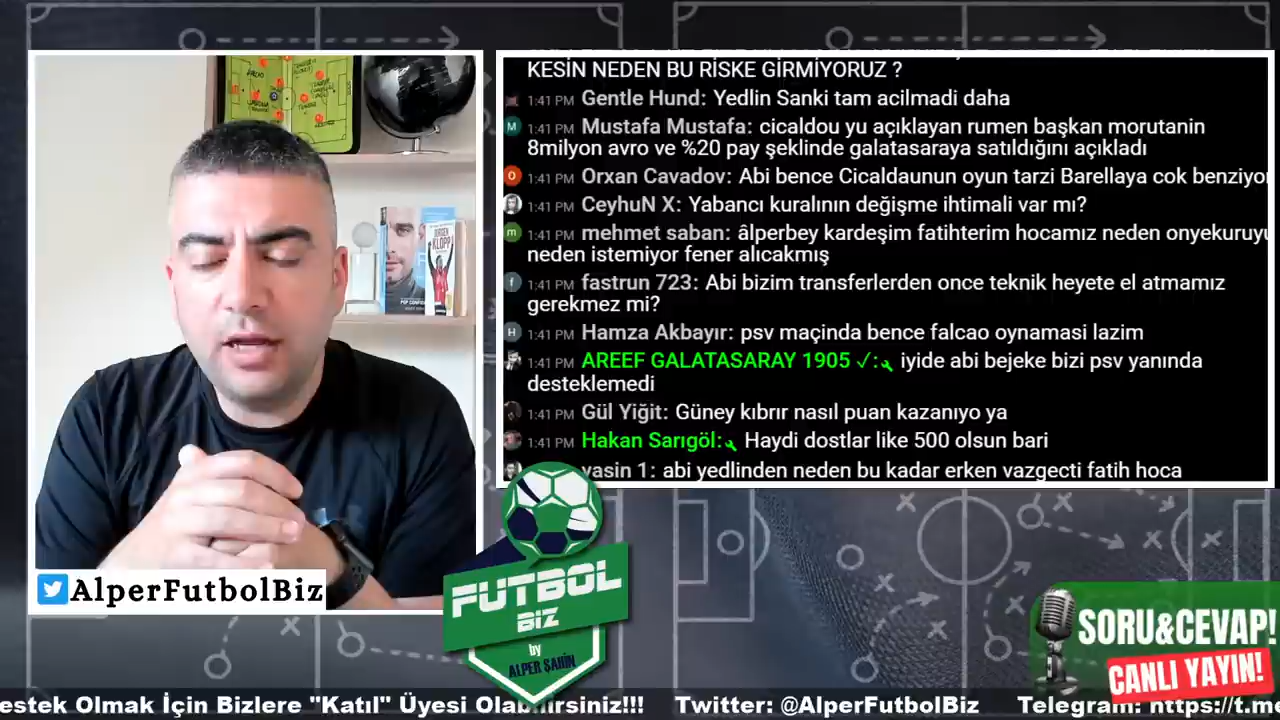 KESİN NEDEN BU RİSKE GİRMİYORUZ ?
1:41 PM Gentle Hund: Yedlin Sanki tam acilmadi daha
M 1:41 PM Mustafa Mustafa: cicaldou yu açıklayan rumen başkan morutanin
8milyon avro ve %20 pay şeklinde galatasaraya satıldığını açıkladı
O 1:41 PM Orxan Cavadov: Abi bence Cicaldaunun oyun tarzi Barellaya cok benziyor
1:41 PM CeyhuN X: Yabancı kuralının değişme ihtimali var mı?
m 1:41 PM mehmet saban: âlperbey kardeşim fatihterim hocamız neden onyekuruyu
neden istemiyor fener alıcakmış
f 1:41 PM fastrun 723: Abi bizim transferlerden once teknik heyete el atmamız
gerekmez mi?
H 1:41 PM Hamza Akbayır: psv maçinda bence falcao oynamasi lazim
1:41 PM AREEF GALATASARAY 1905 ✓: iyide abi bejeke bizi psv yanında
desteklemedi
1:41 PM Gül Yiğit: Güney kıbrır nasıl puan kazanıyo ya
1:41 PM Hakan Sarıgöl: Haydi dostlar like 500 olsun bari
yasin 1: abi yedlinden neden bu kadar erken vazgecti fatih hoca
KLOPP
AlperFutbolBiz
FUTBOL
BİZ
by
ALPER ŞAHİN
SORU&CEVAP!
CANLI YAYIN!
estek Olmak İçin Bizlere "Katıl" Üyesi Olabilirsiniz!!! Twitter: @AlperFutbolBiz Telegram: https://t.me